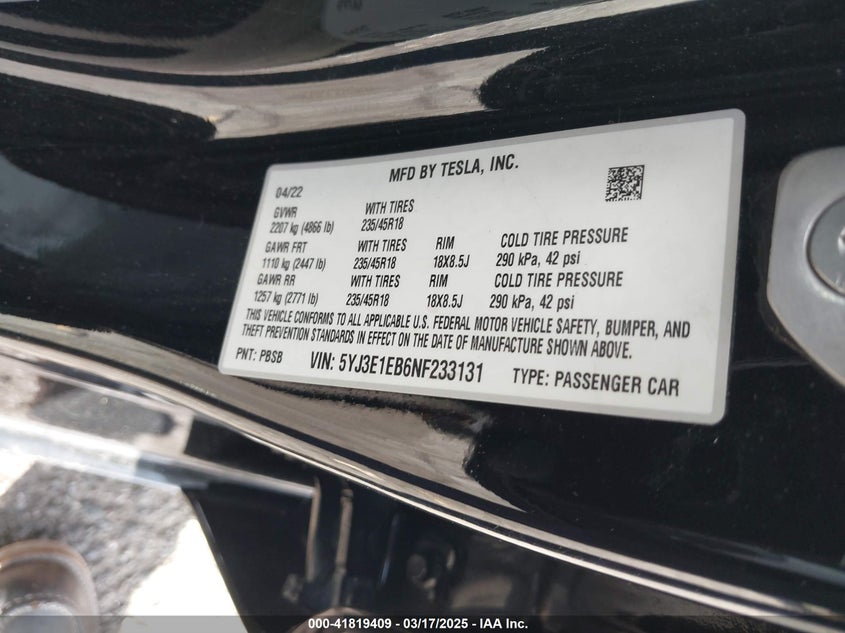 MFD BY TESLA, INC.
04/22
GVWR WITH TIRES
2207 kg (4866 lb) 235/45R18
GAWR FRT WITH TIRES RIM COLD TIRE PRESSURE
1110 kg (2447 lb) 235/45R18 18X8.5J 290 kPa, 42 psi
GAWR RR WITH TIRES RIM COLD TIRE PRESSURE
1257 kg (2771 lb) 235/45R18 18X8.5J 290 kPa, 42 psi
THIS VEHICLE CONFORMS TO ALL APPLICABLE U.S. FEDERAL MOTOR VEHICLE SAFETY, BUMPER, AND
THEFT PREVENTION STANDARDS IN EFFECT ON THE DATE OF MANUFACTURE SHOWN ABOVE.
PNT: PBSB VIN: 5YJ3E1EB6NF233131 TYPE: PASSENGER CAR
000-41819409 - 03/17/2025 - IAA Inc.